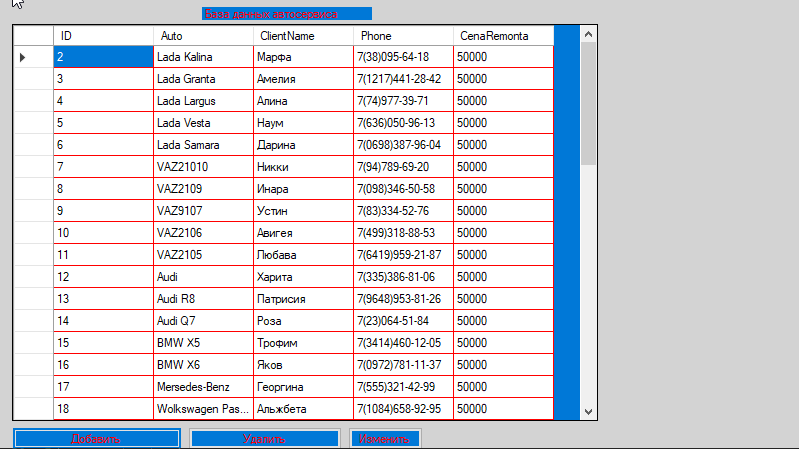 База данных автосервиса
ID Auto ClientName Phone CenaRemonta
2 Lada Kalina Марфа 7(38)095-64-18 50000
3 Lada Granta Амелия 7(1217)441-28-42 50000
4 Lada Largus Алина 7(74)977-39-71 50000
5 Lada Vesta Наум 7(636)050-96-13 50000
6 Lada Samara Дарина 7(0698)387-96-04 50000
7 VAZ21010 Никки 7(94)789-69-20 50000
8 VAZ2109 Инара 7(098)346-50-58 50000
9 VAZ9107 Устин 7(83)334-52-76 50000
10 VAZ2106 Авигея 7(499)318-88-53 50000
11 VAZ2105 Любава 7(6419)959-21-87 50000
12 Audi Харита 7(335)386-81-06 50000
13 Audi R8 Патрисия 7(9648)953-81-26 50000
14 Audi Q7 Роза 7(23)064-51-84 50000
15 BMW X5 Трофим 7(3414)460-12-05 50000
16 BMW X6 Яков 7(0972)781-11-37 50000
17 Mersedes-Benz Георгина 7(555)321-42-99 50000
18 Wolkswagen Pas... Альжбета 7(1084)658-92-95 50000
Добавить Удалить Изменить